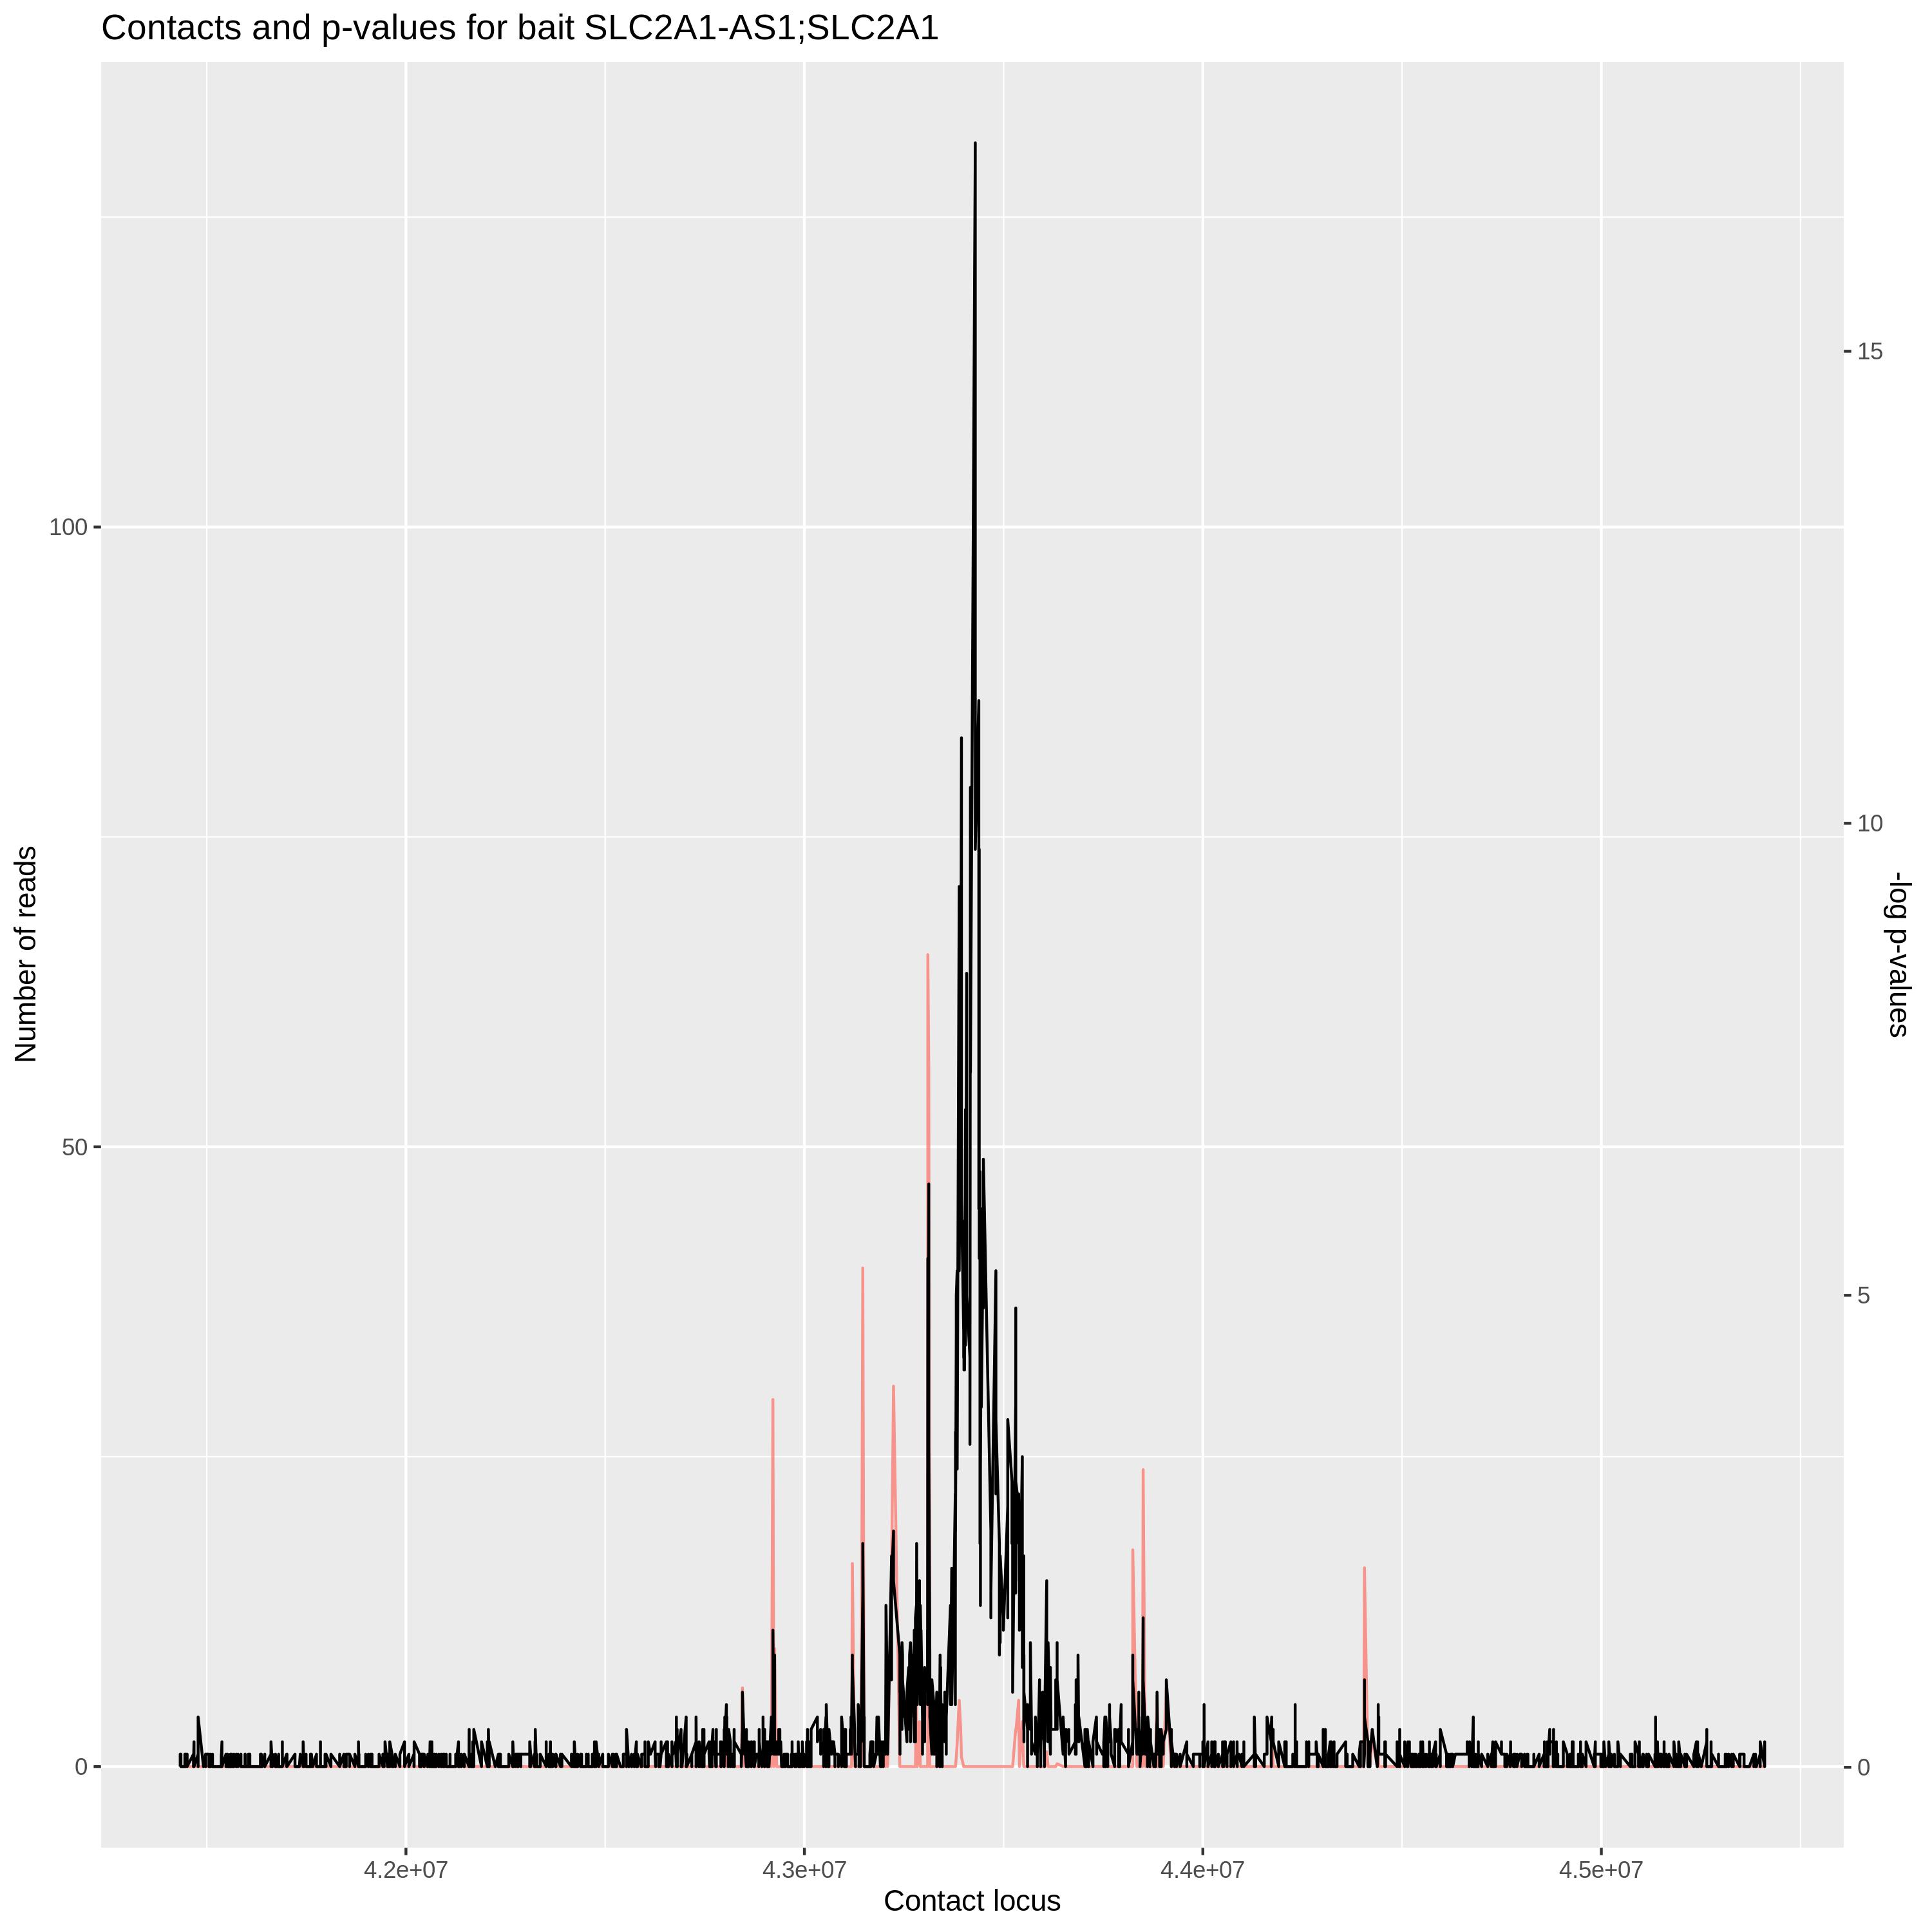 Contacts and p-values for bait SLC2A1-AS1;SLC2A1
Number of reads
100
50
0
15
10
5
0
-log p-values
4.2e+07
4.3e+07
4.4e+07
4.5e+07
Contact locus